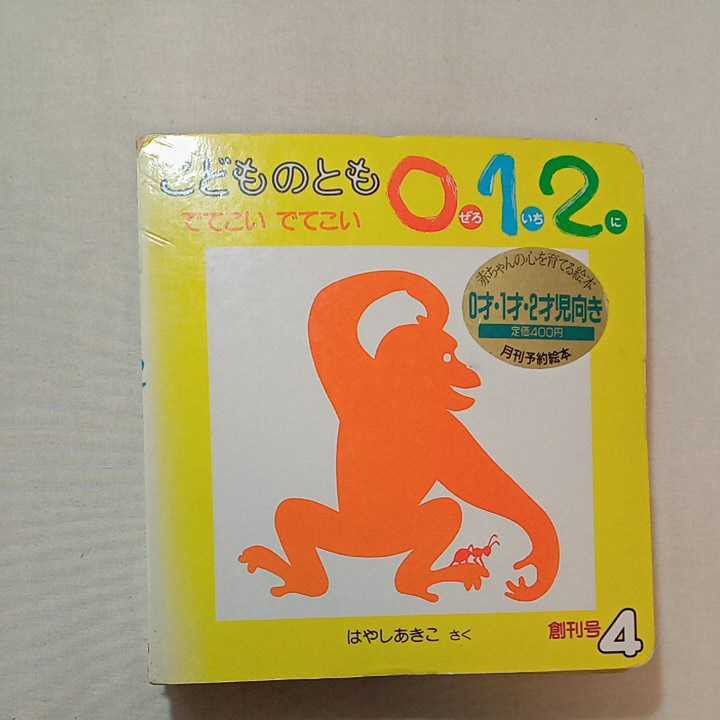 こどものとも 0.1.2.
ぜろ いち に
でてこい でてこい
赤ちゃんの心を育てる絵本
0才・1才・2才児向き
定価400円
月刊予約絵本
はやしあきこ さく
創刊号 4